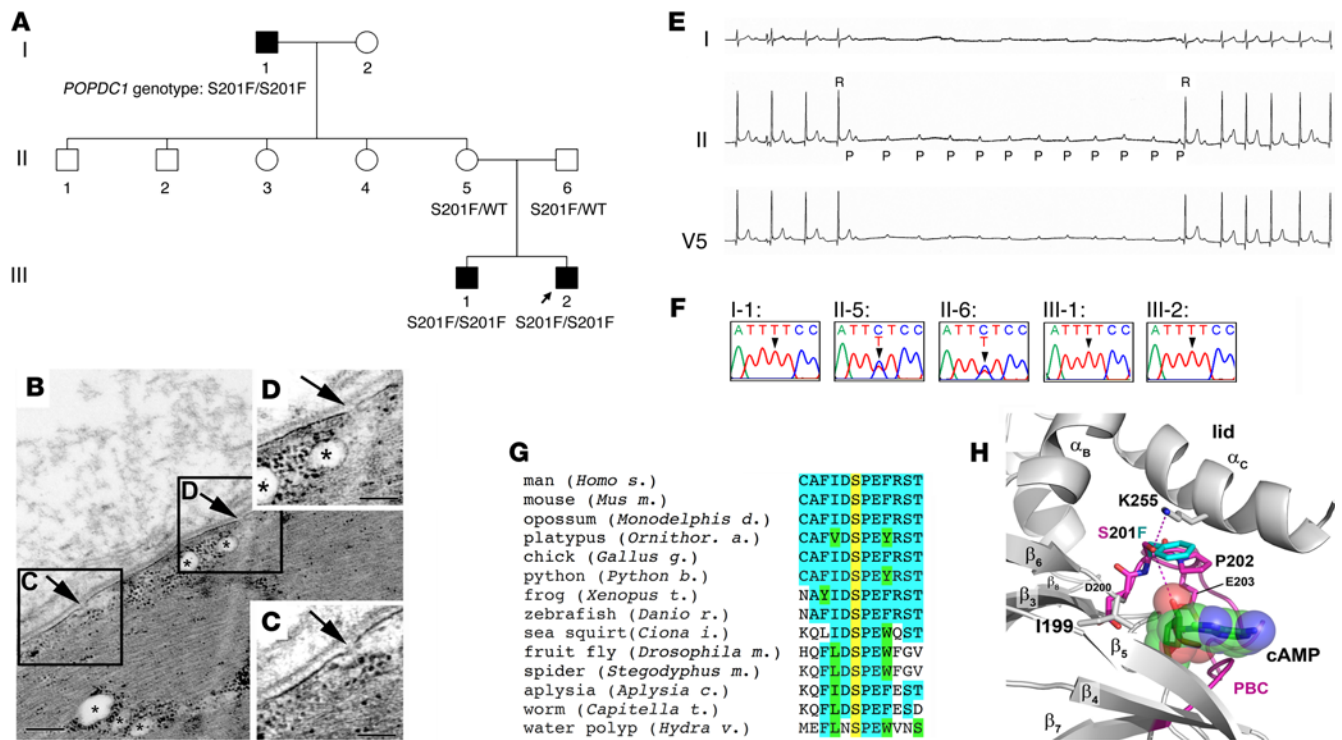 A
I
1
2
POPDC1 genotype: S201F/S201F
II
1
2
3
4
5
6
S201F/WT
S201F/WT
III
1
2
S201F/S201F
S201F/S201F
B
D
*
*
D
*
*
C
C
*
*
*
E
I
R
R
II
P P P P P P P P P P P
V5
F
I-1:
II-5:
II-6:
III-1:
III-2:
A T T T T C C
A T T C T C C
T
A T T C T C C
T
A T T T T C C
A T T T T C C
G
man (Homo s.) CAFIDSPEFRST
mouse (Mus m.) CAFIDSPEFRST
opossum (Monodelphis d.) CAFIDSPEFRST
platypus (Ornithor. a.) CAFVDSPEYRST
chick (Gallus g.) CAFIDSPEFRST
python (Python b.) CAFIDSPEYRST
frog (Xenopus t.) NAYIDSPEFRST
zebrafish (Danio r.) NAFIDSPEFRST
sea squirt(Ciona i.) KQLIDSPEWQST
fruit fly (Drosophila m.) HQFLDSPEWFGV
spider (Stegodyphus m.) KQFLDSPEWFGV
aplysia (Aplysia c.) KQFIDSPEFEST
worm (Capitella t.) KQFLDSPEFESD
water polyp (Hydra v.) MEFLNSPEWVNS
H
αB
lid
αC
K255
S201F
β6
P202
β8
E203
β3
D200
I199
β5
cAMP
β4
PBC
β7